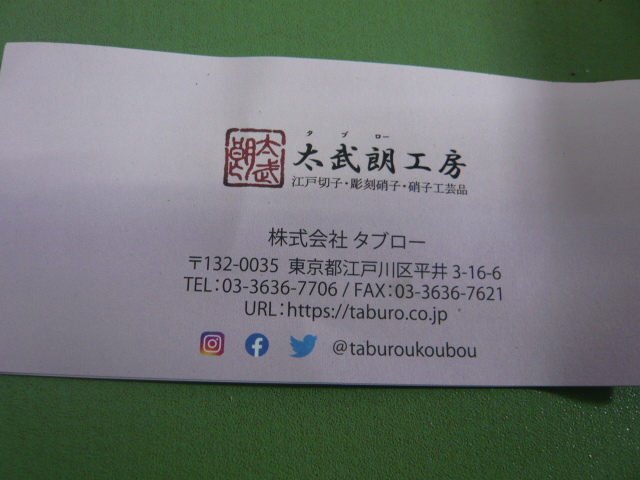 太武朗
タブロー
太武朗工房
江戸切子・彫刻硝子・硝子工芸品
株式会社 タブロー
〒132-0035 東京都江戸川区平井 3-16-6
TEL:03-3636-7706 / FAX:03-3636-7621
URL:https://taburo.co.jp
@taburoukoubou